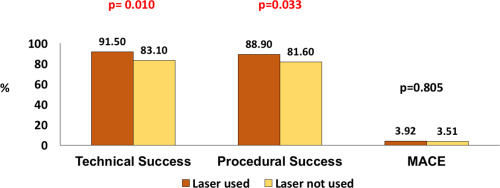 p= 0.010 p=0.033
91.50 83.10 88.90 81.60
p=0.805
3.92 3.51
%
100
80
60
40
20
0
Technical Success Procedural Success MACE
Laser used Laser not used